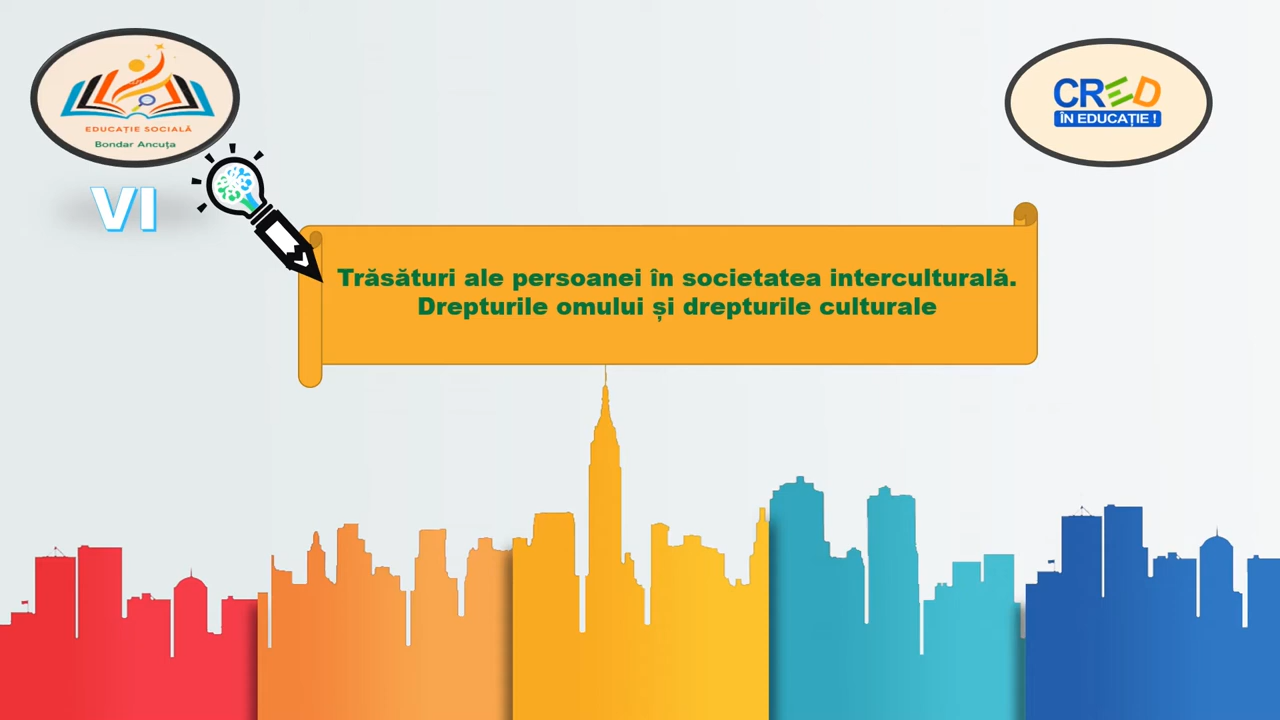 EDUCAȚIE SOCIALĂ
Bondar Ancuța
CRED
ÎN EDUCAȚIE !
VI
Trăsături ale persoanei în societatea interculturală.
Drepturile omului și drepturile culturale